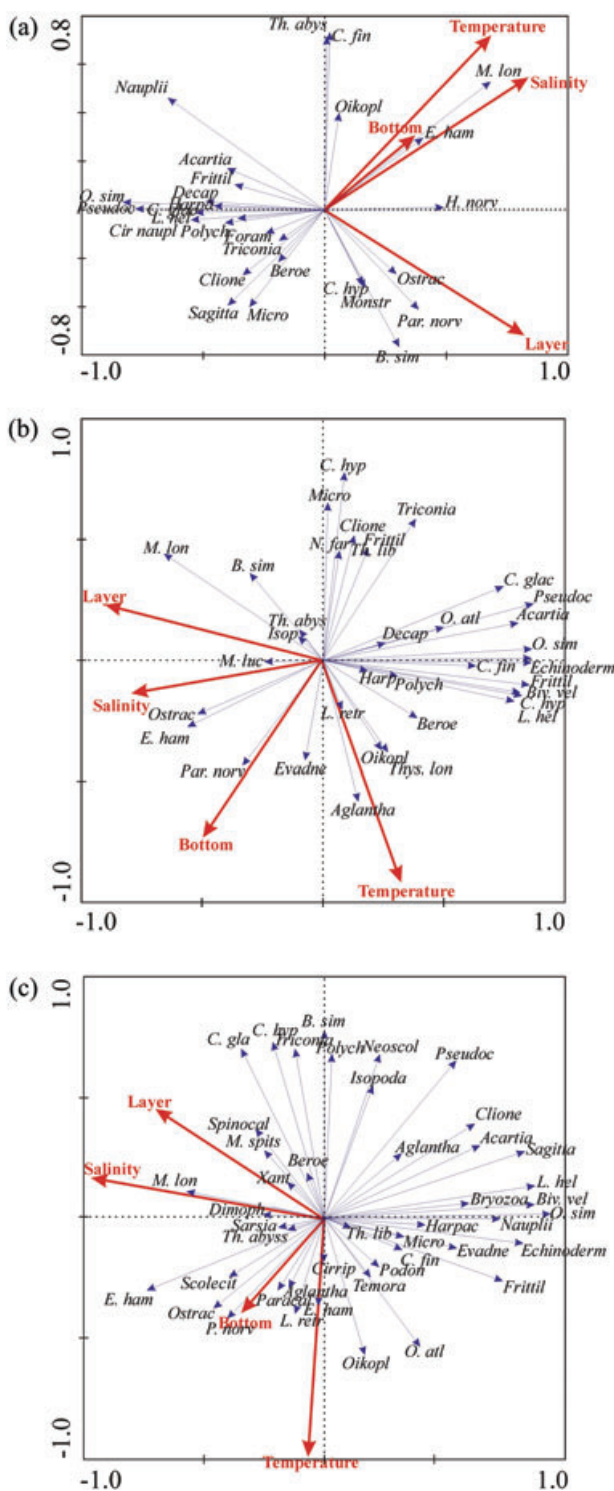 (a)
0.8
Th. abys
C. fin
Temperature
M. lon
Salinity
Nauplii
Oikopl
Bottom
E. ham
Acartia
Frittil
Decap
O. sim
Pseudoc
H. norv
L. hel
Cir naupl Polych
Foram
Triconia
Beroe
Clione
Sagitta
Micro
C. hyp
Monstr
Ostrac
Par. norv
Layer
B. sim
-0.8
-1.0
1.0
(b)
1.0
C. hyp
Micro
Triconia
Clione
Frittil
N. far
Th. lib
M. lon
B. sim
C. glac
Pseudoc
Layer
Th. abys
Isop
O. atl
Acartia
Decap
O. sim
M. luc
C. fin
Echinoderm
Harp
Polych
Frittil
Salinity
Biv. vel
C. hyp
Ostrac
L. retr
Beroe
L. hel
E. ham
Par. norv
Evadne
Oikopl
Thys. lon
Aglantha
Bottom
Temperature
-1.0
-1.0
1.0
(c)
1.0
B. sim
C. hyp
C. gla
Triconia
Polych
Neoscol
Pseudoc
Isopoda
Layer
Clione
Spinocal
M. spits
Aglantha
Acartia
Sagitta
Salinity
Beroe
M. lon
Xant
L. hel
Bryozoa
Biv. vel
Dimoph
O. sim
Sarsia
Th. lib
Harpac
Nauplii
Th. abyss
Micro
C. fin
Evadne
Echinoderm
Cirrip
Scolecit
Podon
Frittil
E. ham
Paracal
Aglantha
Temora
Ostrac
E. ham
P. norv
Bottom
L. retr
Oikopl
O. atl
Temperature
-1.0
-1.0
1.0